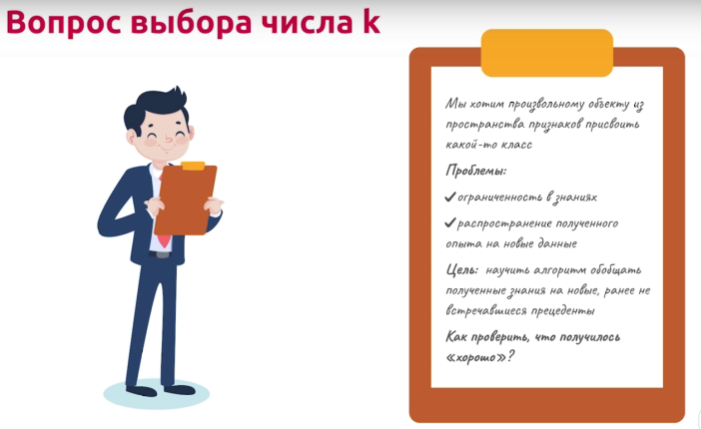 Вопрос выбора числа k
Мы хотим произвольному объекту из
пространства признаков присвоить
какой-то класс
Проблемы:
✔ограниченность в знаниях
✔распространение полученного
опыта на новые данные
Цель: научить алгоритм обобщать
полученные знания на новые, ранее не
встречавшиеся прецеденты
Как проверить, что получилось
«хорошо»?